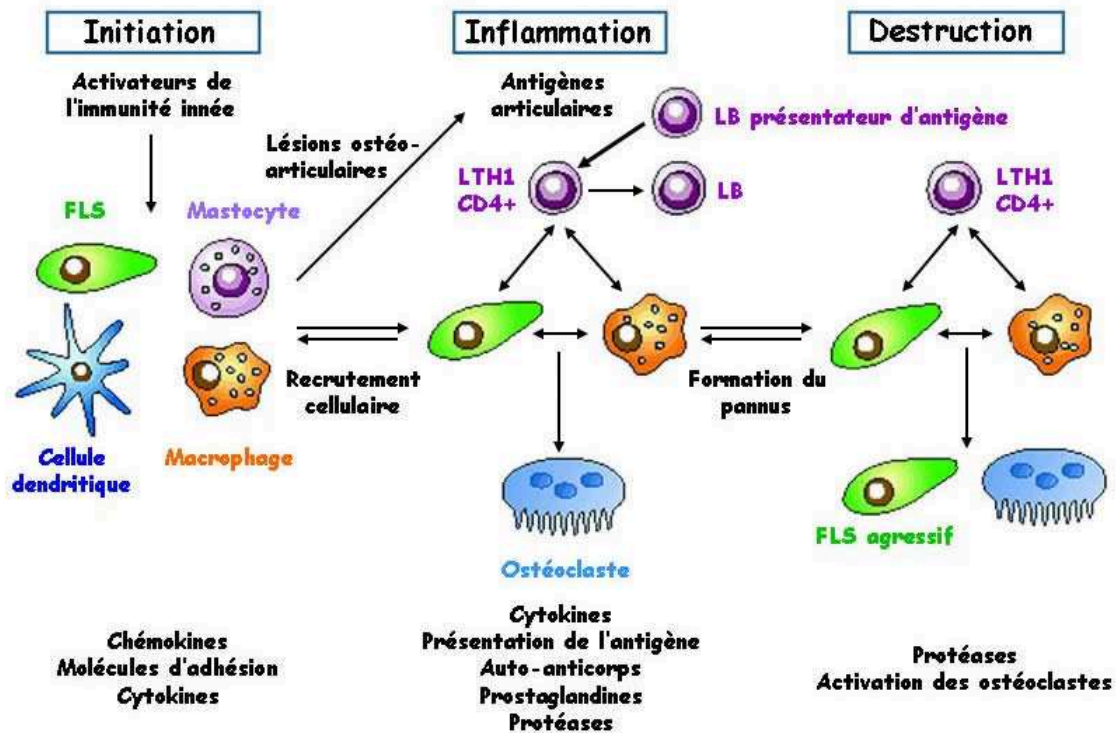 Initiation
Inflammation
Destruction
Activateurs de
l'immunité innée
Antigènes
articulaires
LB présentateur d'antigène
Lésions ostéo-
articulaires
LTH1
CD4+
LB
LTH1
CD4+
FLS
Mastocyte
Recrutement
cellulaire
Formation du
pannus
Cellule
dendritique
Macrophage
FLS agressif
Ostéoclaste
Chémokines
Molécules d'adhésion
Cytokines
Cytokines
Présentation de l'antigène
Auto-anticorps
Prostaglandines
Protéases
Protéases
Activation des ostéoclastes